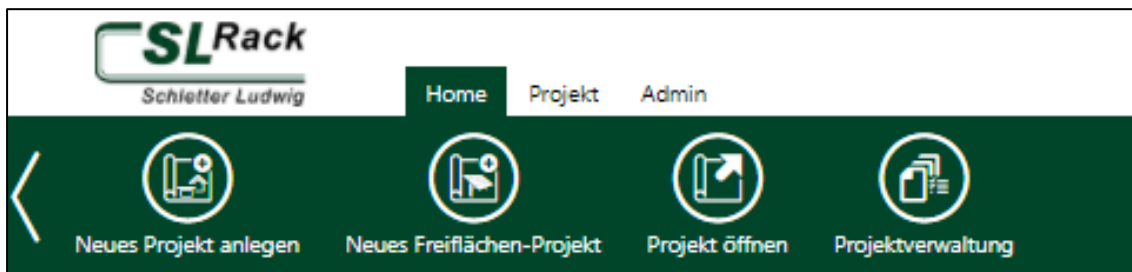 SLRack
Schletter Ludwig
Home Projekt Admin
Neues Projekt anlegen Neues Freiflächen-Projekt Projekt öffnen Projektverwaltung